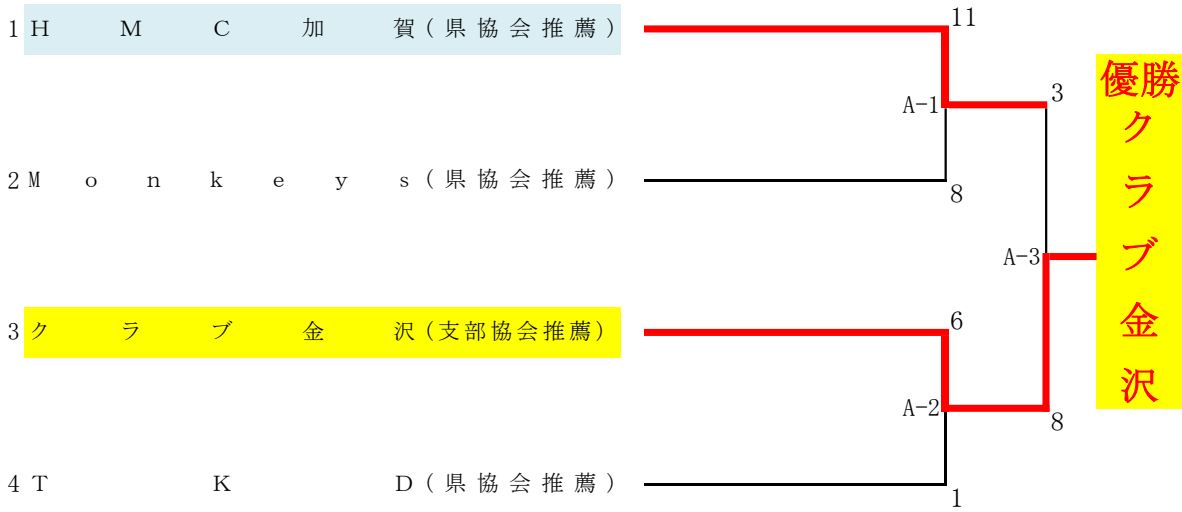 1 HMC加賀(県協会推薦)
11
A-1
3
2 Monkeys(県協会推薦)
8
A-3
優勝
クラブ金沢
3 クラブ金沢(支部協会推薦)
6
A-2
8
4 TKD(県協会推薦)
1